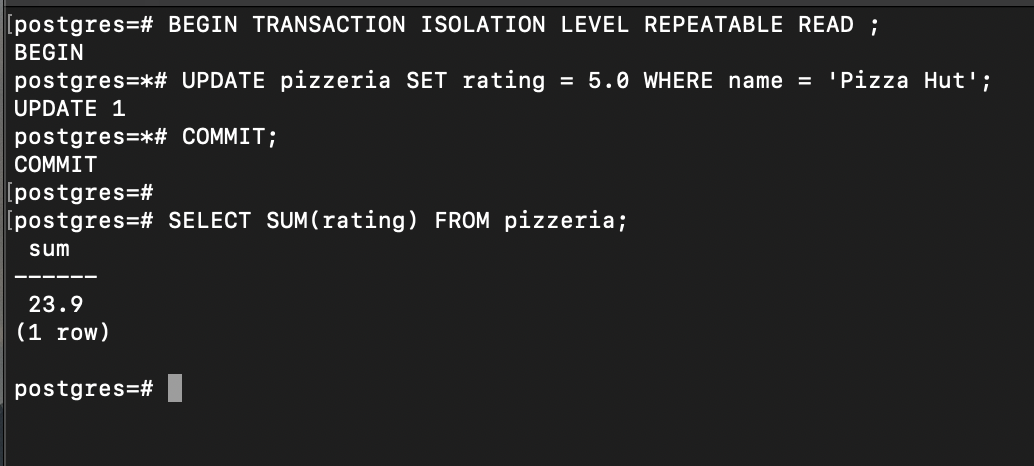 [postgres=# BEGIN TRANSACTION ISOLATION LEVEL REPEATABLE READ ;
BEGIN
postgres=*# UPDATE pizzeria SET rating = 5.0 WHERE name = 'Pizza Hut';
UPDATE 1
postgres=*# COMMIT;
COMMIT
[postgres=#
[postgres=# SELECT SUM(rating) FROM pizzeria;
 sum
------
 23.9
(1 row)

postgres=#